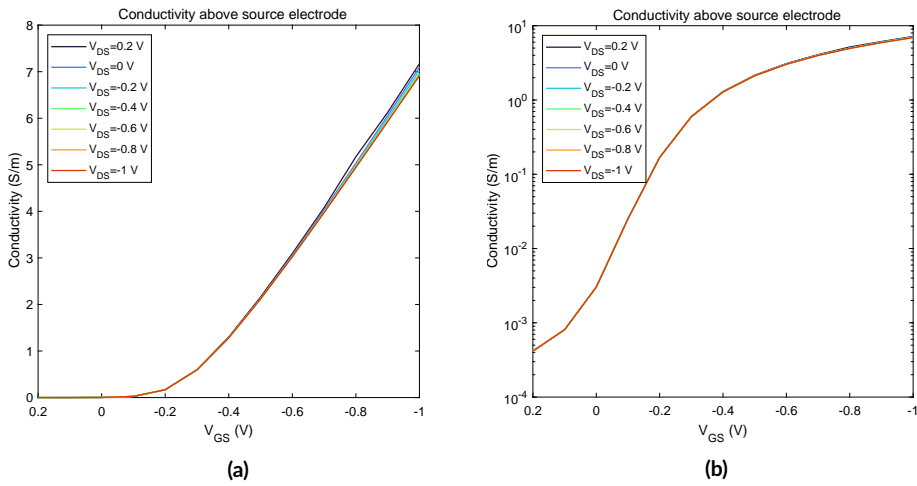 Conductivity above source electrode
8
7
6
5
4
3
2
1
0
Conductivity (S/m)
V_DS=0.2 V
V_DS=0 V
V_DS=-0.2 V
V_DS=-0.4 V
V_DS=-0.6 V
V_DS=-0.8 V
V_DS=-1 V
0.2 0 -0.2 -0.4 -0.6 -0.8 -1
V_GS (V)
(a)
Conductivity above source electrode
10^1
10^0
10^-1
10^-2
10^-3
10^-4
Conductivity (S/m)
V_DS=0.2 V
V_DS=0 V
V_DS=-0.2 V
V_DS=-0.4 V
V_DS=-0.6 V
V_DS=-0.8 V
V_DS=-1 V
0.2 0 -0.2 -0.4 -0.6 -0.8 -1
V_GS (V)
(b)